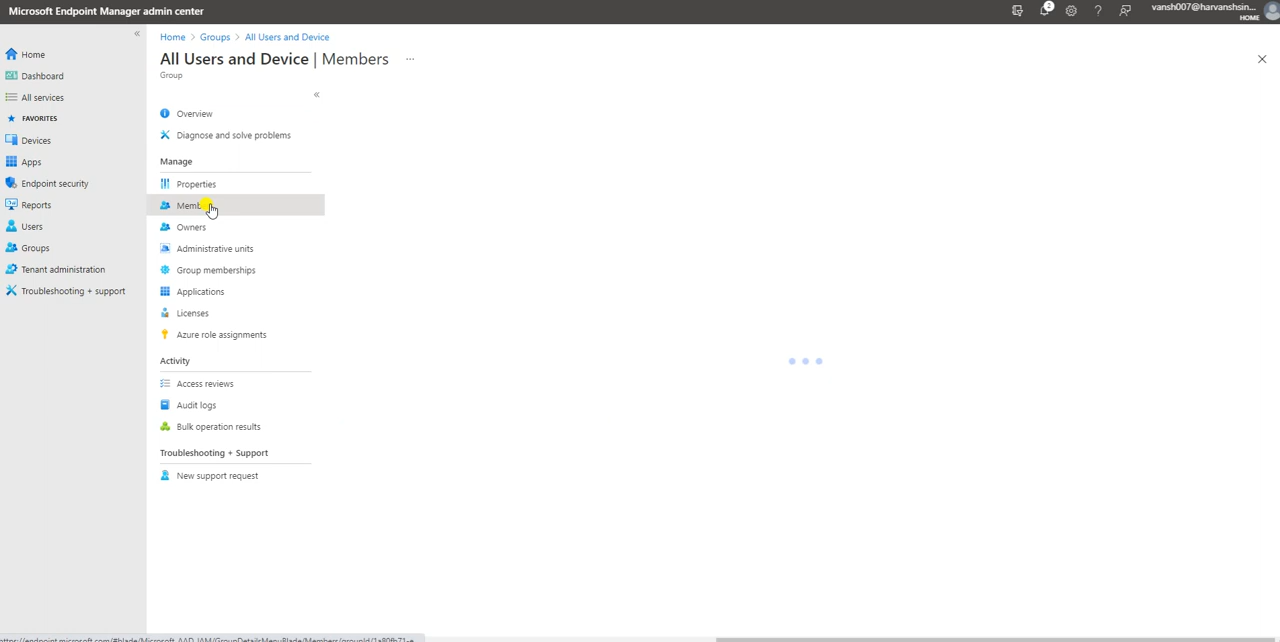 Microsoft Endpoint Manager admin center
2
vansh007@harvanshsin...
HOME
«
Home
Dashboard
All services
FAVORITES
Devices
Apps
Endpoint security
Reports
Users
Groups
Tenant administration
Troubleshooting + support
Home > Groups > All Users and Device
All Users and Device | Members ...
Group
«
Overview
Diagnose and solve problems
Manage
Properties
Owners
Administrative units
Group memberships
Applications
Licenses
Azure role assignments
Activity
Access reviews
Audit logs
Bulk operation results
Troubleshooting + Support
New support request